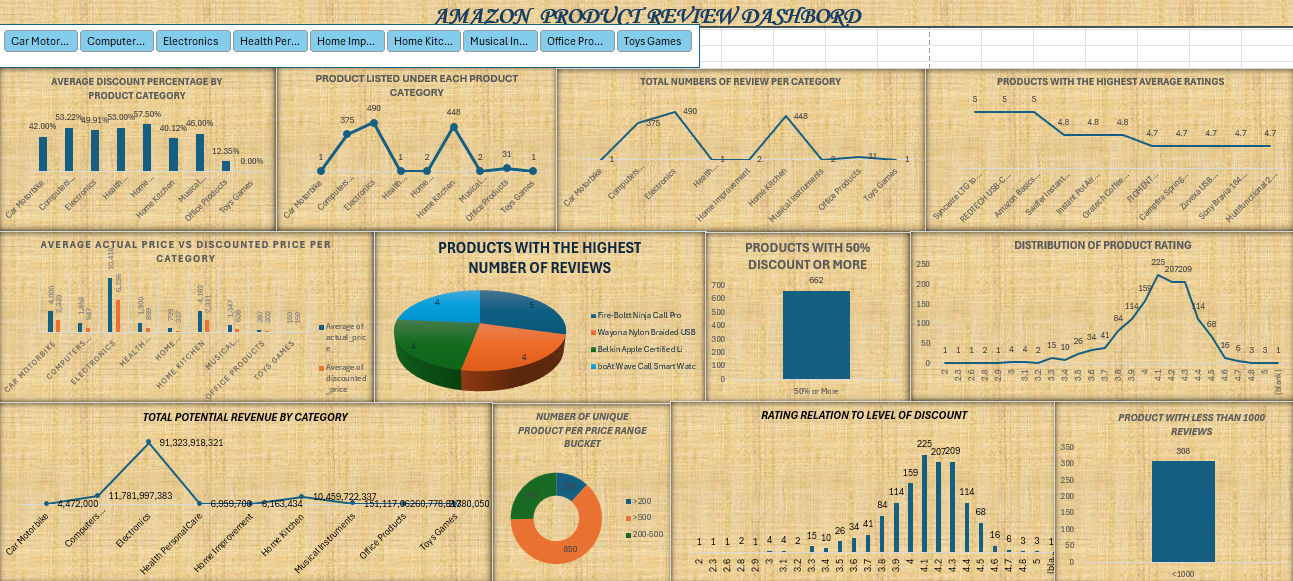 AMAZON PRODUCT REVIEW DASHBORD
Car Motor...
Computer...
Electronics
Health Per...
Home Imp...
Home Kitc...
Musical In...
Office Pro...
Toys Games
AVERAGE DISCOUNT PERCENTAGE BY
PRODUCT CATEGORY
42.00%
53.22%
49.91%
53.00%
57.50%
40.12%
46.00%
12.35%
0.00%
Car Motorbike
Computers...
Electronics
Health...
Home...
Home Kitchen
Musical...
Office Products
Toys Games
PRODUCT LISTED UNDER EACH PRODUCT
CATEGORY
1
375
490
1
2
448
2
31
1
Car Motorbike
Computers...
Electronics
Health...
Home...
Home Kitchen
Musical...
Office Products
Toys Games
TOTAL NUMBERS OF REVIEW PER CATEGORY
1
375
490
1
2
448
2
31
1
Car Motorbike
Computers...
Electronics
Health...
Home Improvement
Home Kitchen
Musical Instruments
Office Products
Toys Games
PRODUCTS WITH THE HIGHEST AVERAGE RATINGS
5
5
5
4.8
4.8
4.8
4.7
4.7
4.7
4.7
4.7
Syncwire LTG to...
REDTECH USB-C...
Amazon Basics...
Swiffer Instant...
Instant Pot Air...
Oratech Coffee...
FIGMENT...
Campfire Spring...
Zuvexa USB...
Sony Bravia 164...
Multifunctional 2...
AVERAGE ACTUAL PRICE VS DISCOUNTED PRICE PER
CATEGORY
4,000
2,339
947
6,226
1,900
899
799
337
4,162
2,331
1,347
638
397
302
150
150
CAR MOTORBIKE
COMPUTERS...
ELECTRONICS
HEALTH...
HOME...
HOME KITCHEN
MUSICAL...
OFFICE PRODUCTS
TOYS GAMES
Average of
actual_pric
e
Average of
discounted
_price
PRODUCTS WITH THE HIGHEST
NUMBER OF REVIEWS
5
4
4
4
Fire-Boltt Ninja Call Pro
Wayona Nylon Braided USB
Belkin Apple Certified Li
boAt Wave Call Smart Watc
PRODUCTS WITH 50%
DISCOUNT OR MORE
662
700
600
500
400
300
200
100
0
50% or More
DISTRIBUTION OF PRODUCT RATING
250
200
150
100
50
0
1
1
1
2
1
4
4
2
15
10
26
34
41
84
114
159
225
207
209
114
68
16
6
3
3
1
2
2.3
2.6
2.8
2.9
3
3.1
3.2
3.3
3.4
3.5
3.6
3.7
3.8
3.9
4
4.1
4.2
4.3
4.4
4.5
4.6
4.7
4.8
5
(blank)
TOTAL POTENTIAL REVENUE BY CATEGORY
4,472,000
11,781,997,383
91,323,918,321
6,959,700
6,163,434
10,459,722,337
Car Motorbike
Computers...
Electronics
Health PersonalCare
Home Improvement
Home Kitchen
Musical Instruments
Office Products
Toys Games
NUMBER OF UNIQUE
PRODUCT PER PRICE RANGE
BUCKET
850
>200
>500
200-500
RATING RELATION TO LEVEL OF DISCOUNT
1
1
1
2
1
4
4
2
15
10
26
34
41
84
114
159
225
207
209
114
68
16
6
3
3
1
2
2.3
2.6
2.8
2.9
3
3.1
3.2
3.3
3.4
3.5
3.6
3.7
3.8
3.9
4
4.1
4.2
4.3
4.4
4.5
4.6
4.7
4.8
5
(bla...
PRODUCT WITH LESS THAN 1000
REVIEWS
308
350
300
250
200
150
100
50
0
<1000